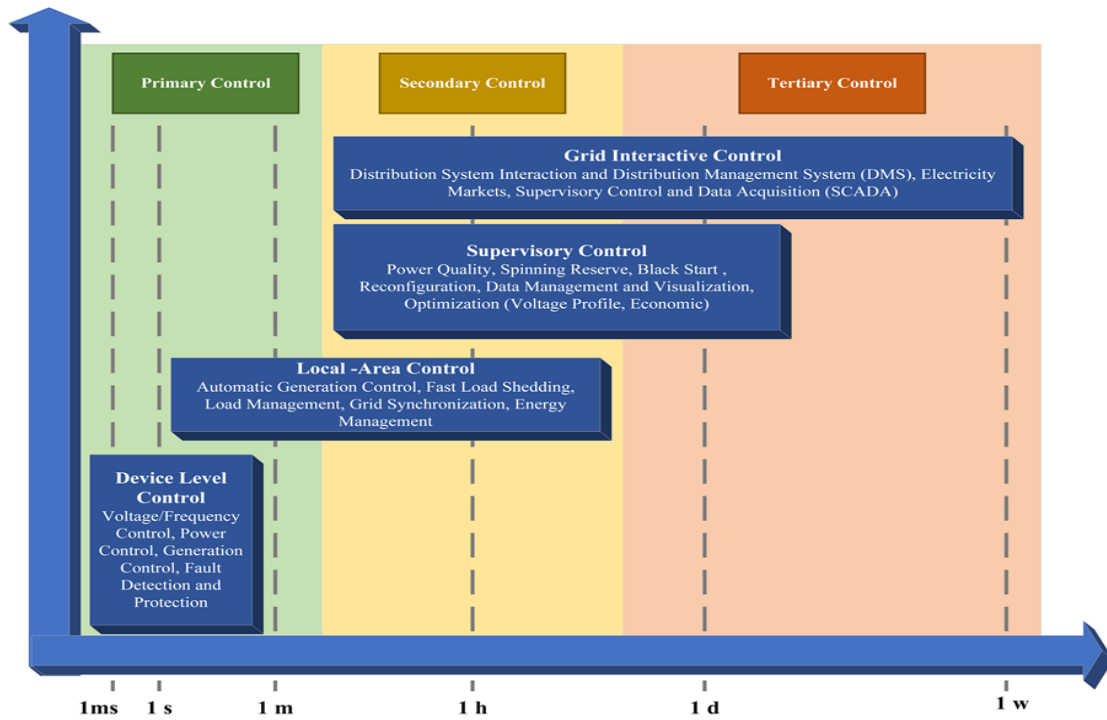 Primary Control
Secondary Control
Tertiary Control
Grid Interactive Control
Distribution System Interaction and Distribution Management System (DMS), Electricity
Markets, Supervisory Control and Data Acquisition (SCADA)
Supervisory Control
Power Quality, Spinning Reserve, Black Start ,
Reconfiguration, Data Management and Visualization,
Optimization (Voltage Profile, Economic)
Local -Area Control
Automatic Generation Control, Fast Load Shedding,
Load Management, Grid Synchronization, Energy
Management
Device Level
Control
Voltage/Frequency
Control, Power
Control, Generation
Control, Fault
Detection and
Protection
1ms
1 s
1 m
1 h
1 d
1 w